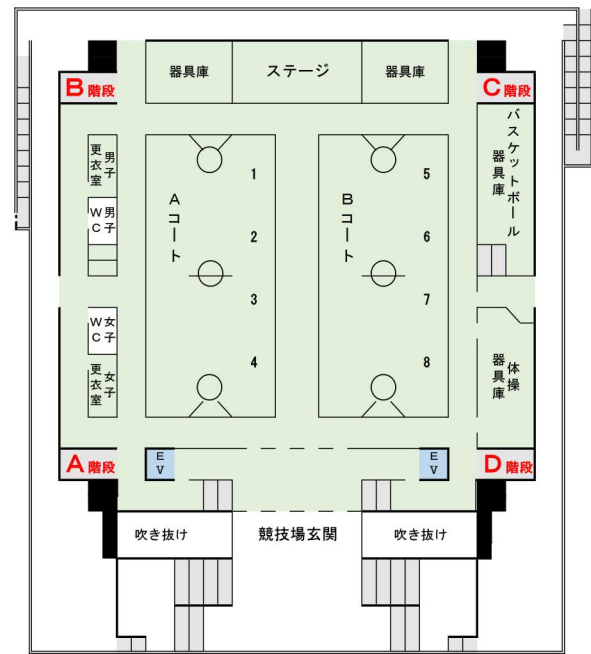 器具庫
ステージ
器具庫
B階段
C階段
男子
更衣室
男子
WC
女子
WC
女子
更衣室
Aコート
1
2
3
4
Bコート
5
6
7
8
バスケットボール
器具庫
体操
器具庫
A階段
EV
EV
D階段
吹き抜け
競技場玄関
吹き抜け